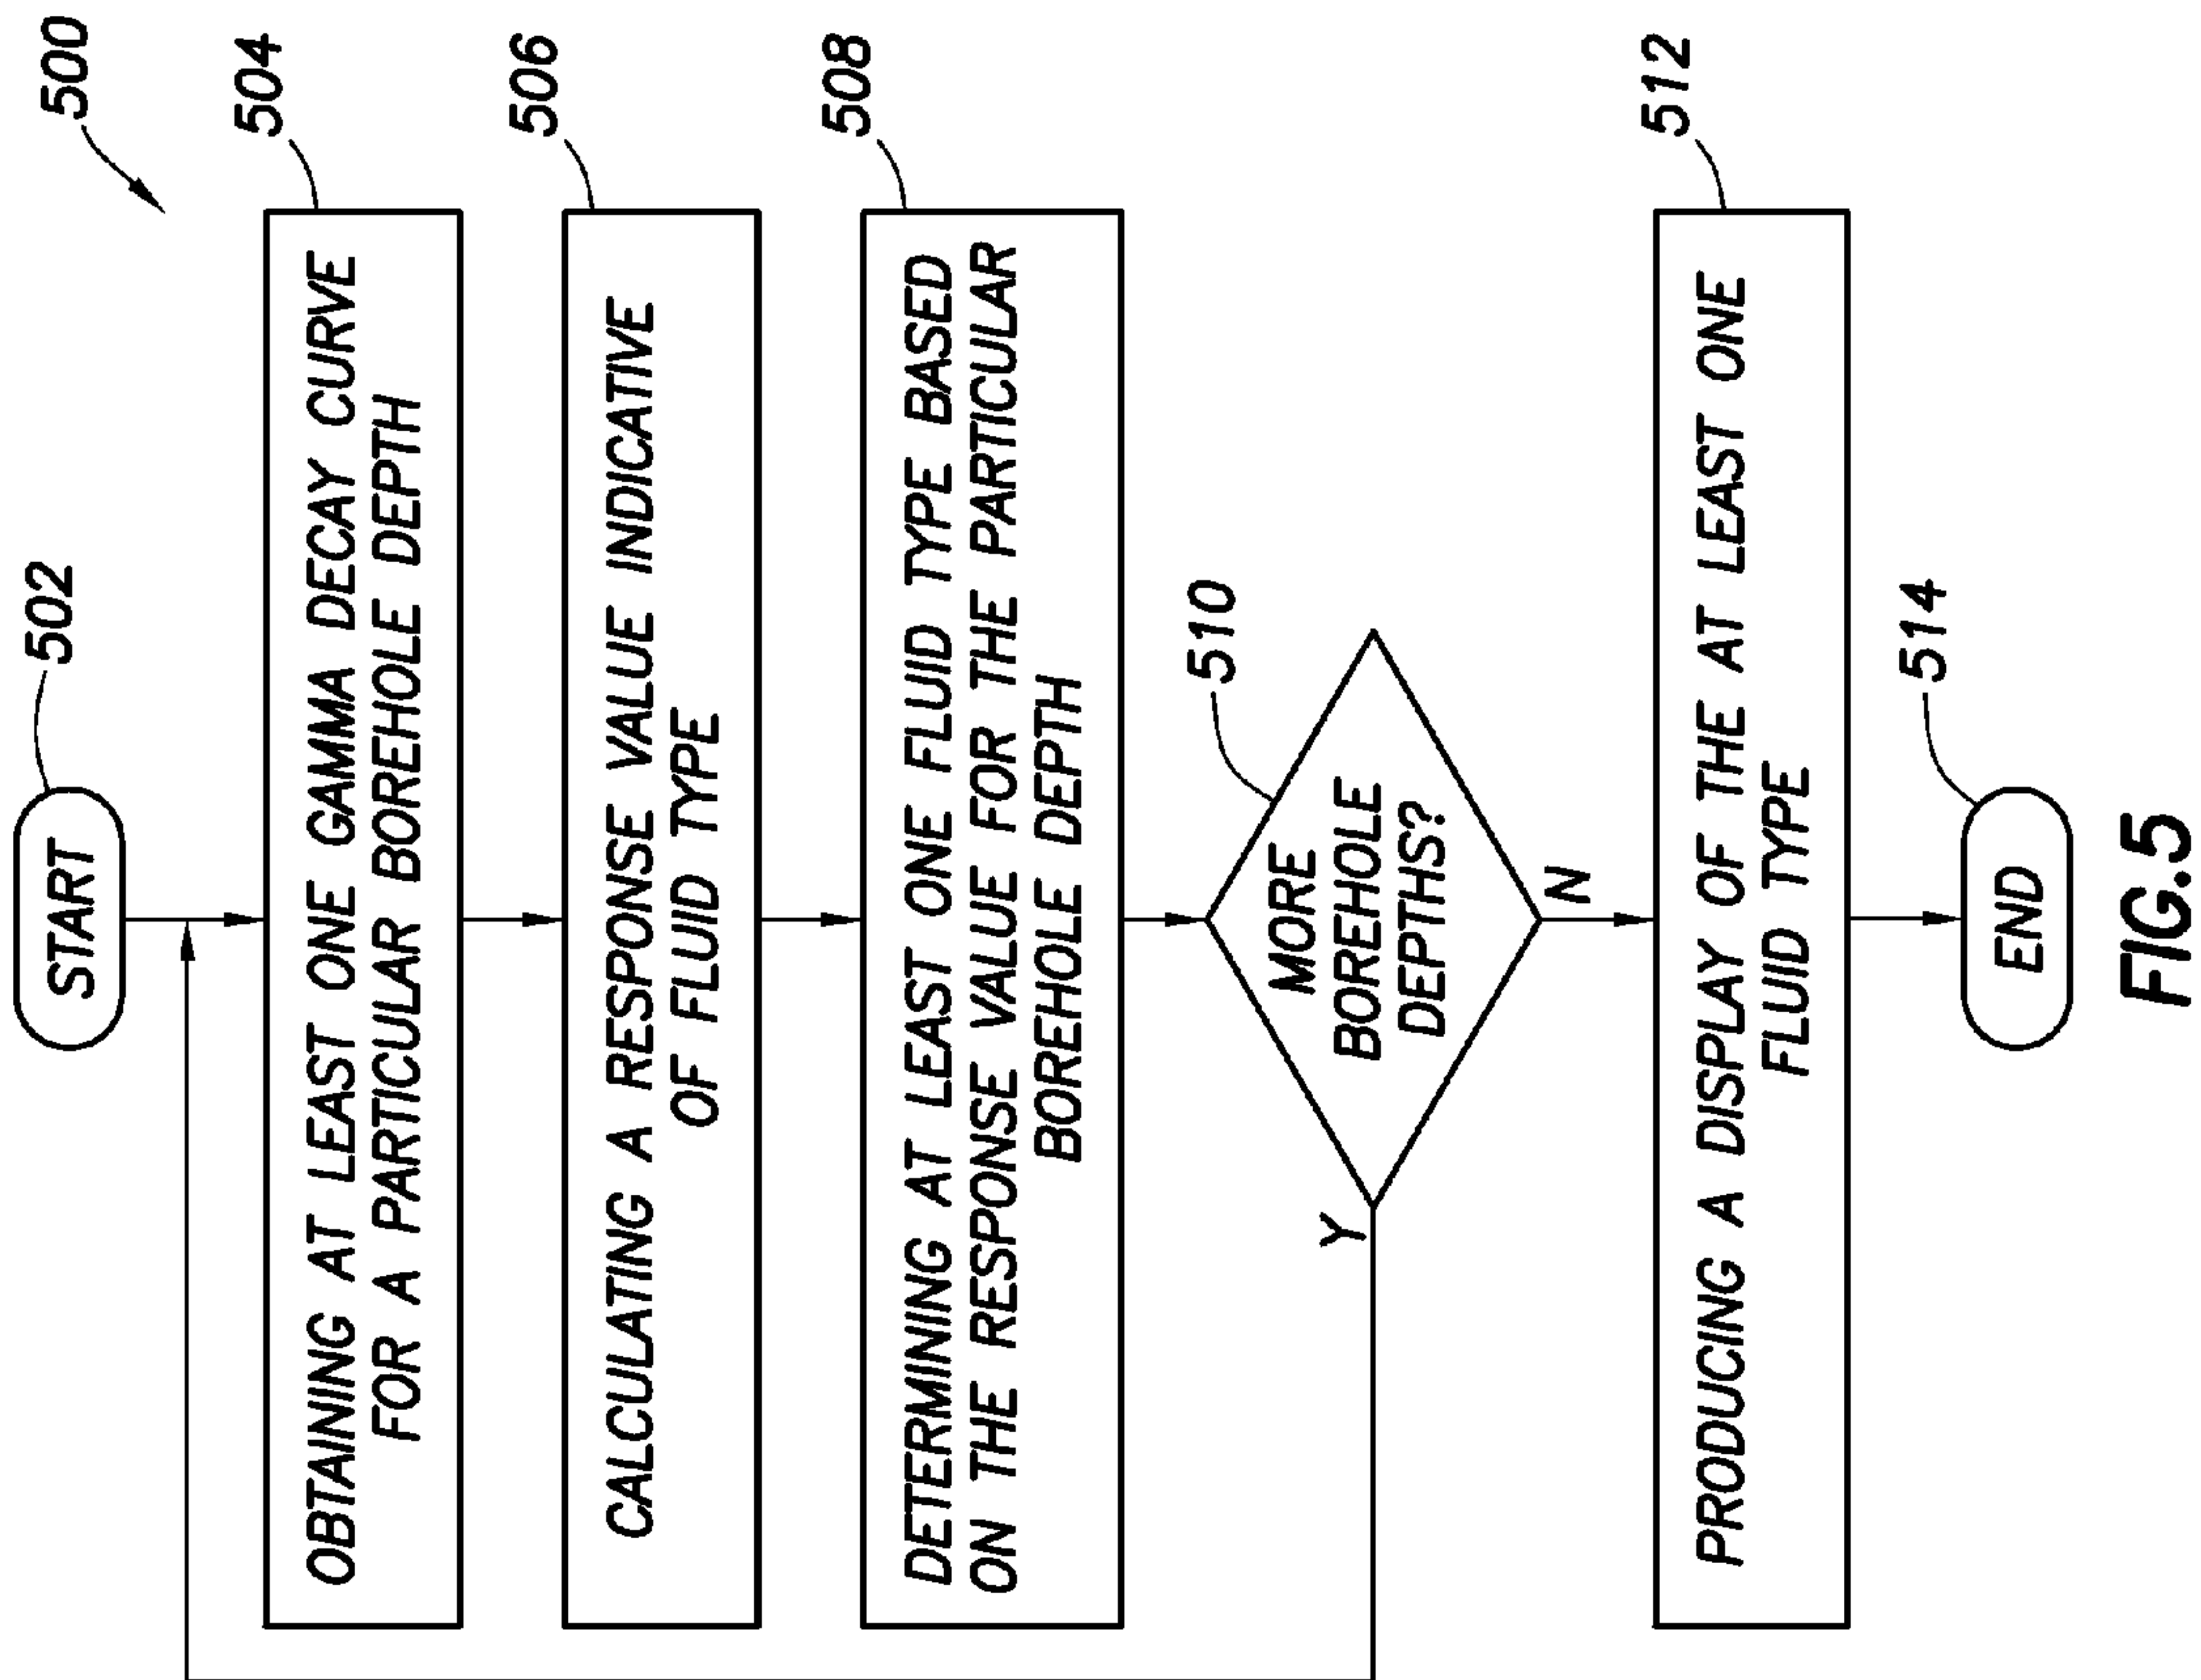 500
502
START
504
OBTAINING AT LEAST ONE GAMMA DECAY CURVE
FOR A PARTICULAR BOREHOLE DEPTH
506
CALCULATING A RESPONSE VALUE INDICATIVE
OF FLUID TYPE
508
DETERMINING AT LEAST ONE FLUID TYPE BASED
ON THE RESPONSE VALUE FOR THE PARTICULAR
BOREHOLE DEPTH
510
MORE
BOREHOLE
DEPTHS?
Y
N
512
PRODUCING A DISPLAY OF THE AT LEAST ONE
FLUID TYPE
514
END
FIG.5